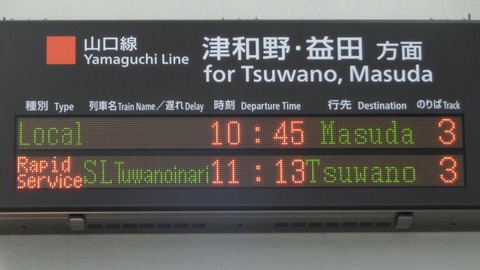 山口線 津和野・益田 方面
Yamaguchi Line for Tsuwano, Masuda
種別 Type 列車名 Train Name／遅れ Delay 時刻 Departure Time 行先 Destination のりば Track
Local 10:45 Masuda 3
Rapid Service SLTuwanoinari 11:13 Tsuwano 3